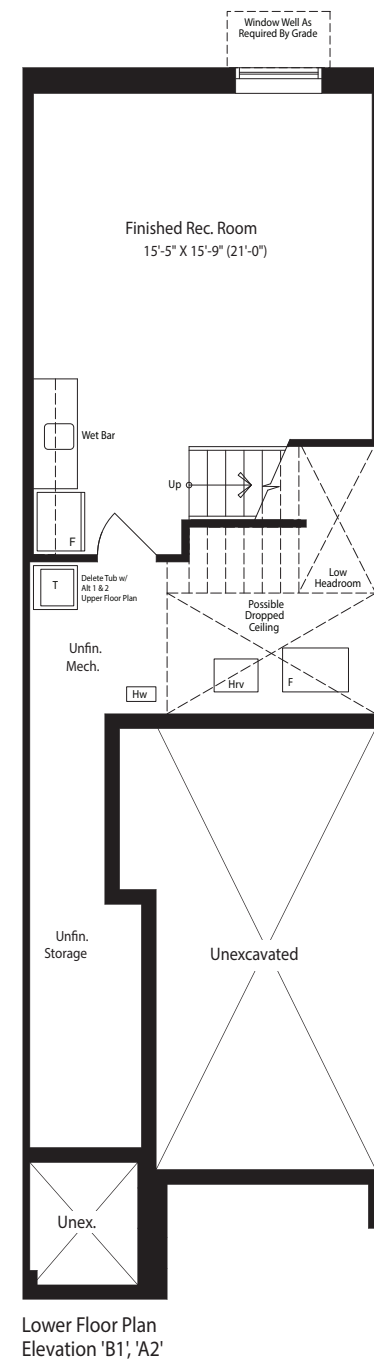 Window Well As
Required By Grade
Finished Rec. Room
15'-5" X 15'-9" (21'-0")
Wet Bar
Up
F
T
Delete Tub w/
Alt 1 & 2
Upper Floor Plan
Low
Headroom
Possible
Dropped
Ceiling
Unfin.
Mech.
Hrv
F
Hw
Unfin.
Storage
Unexcavated
Unex.
Lower Floor Plan
Elevation 'B1', 'A2'